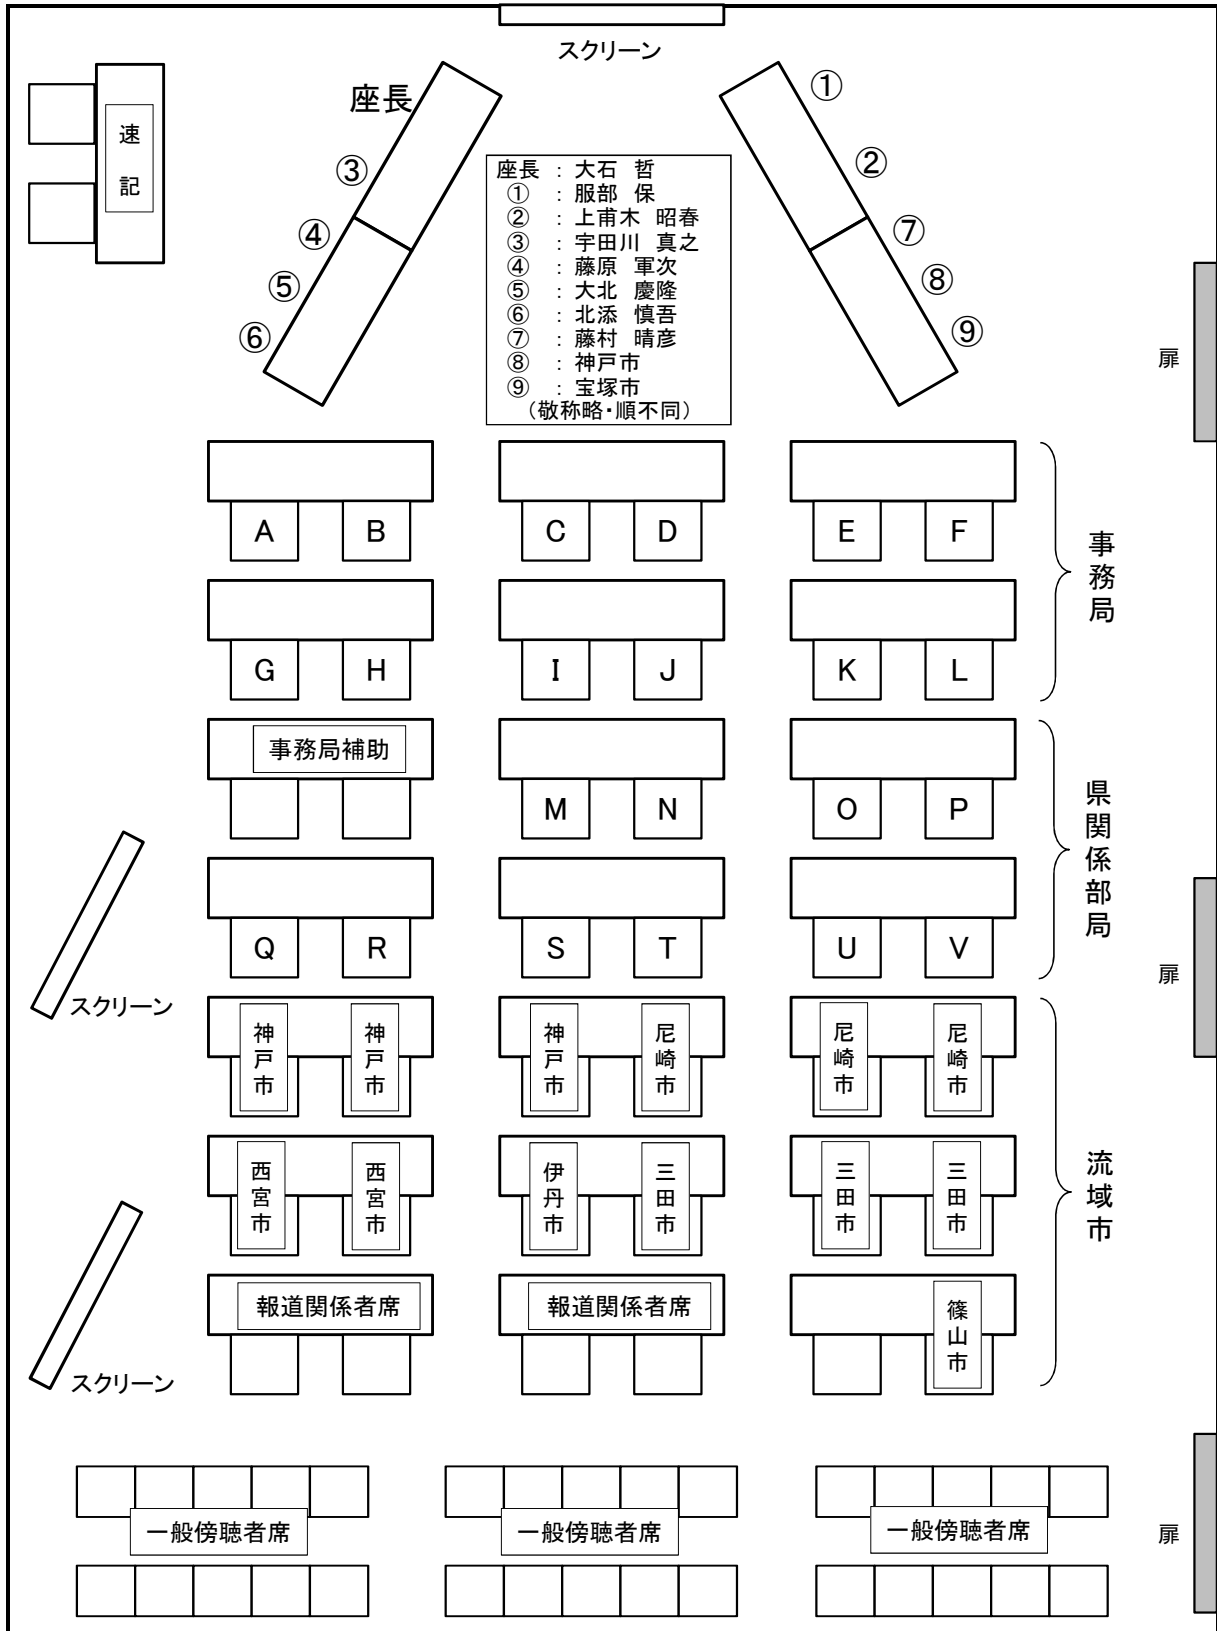 スクリーン
座長
①
速記
③
②
座長 : 大石 哲
① : 服部 保
② : 上甫木 昭春
③ : 宇田川 真之
④ : 藤原 軍次
⑤ : 大北 慶隆
⑥ : 北添 慎吾
⑦ : 藤村 晴彦
⑧ : 神戸市
⑨ : 宝塚市
(敬称略・順不同)
④
⑦
⑤
⑧
⑥
⑨
扉
A B C D E F
事務局
G H I J K L
事務局補助
M N O P
県関係部局
Q R S T U V
扉
スクリーン
神戸市 神戸市 神戸市 尼崎市 尼崎市 尼崎市
西宮市 西宮市 伊丹市 三田市 三田市 三田市
流域市
報道関係者席 報道関係者席 篠山市
スクリーン
一般傍聴者席 一般傍聴者席 一般傍聴者席
扉